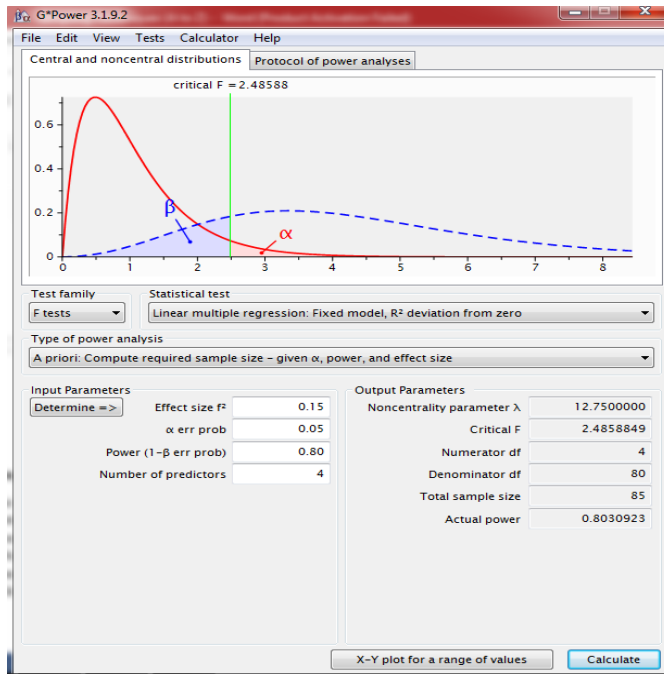 G*Power 3.1.9.2
File Edit View Tests Calculator Help
Central and noncentral distributions Protocol of power analyses
critical F = 2.48588
0.6
0.4
0.2
0
β
α
0 1 2 3 4 5 6 7 8
Test family Statistical test
F tests Linear multiple regression: Fixed model, R² deviation from zero
Type of power analysis
A priori: Compute required sample size – given α, power, and effect size
Input Parameters Output Parameters
Determine => Effect size f² 0.15 Noncentrality parameter λ 12.7500000
α err prob 0.05 Critical F 2.4858849
Power (1-β err prob) 0.80 Numerator df 4
Number of predictors 4 Denominator df 80
Total sample size 85
Actual power 0.8030923
X-Y plot for a range of values Calculate